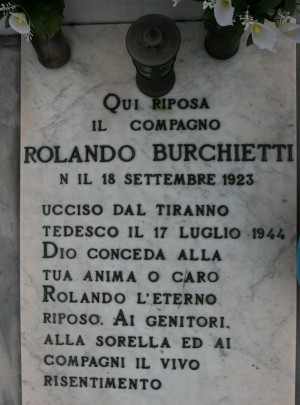 QUI RIPOSA
IL COMPAGNO
ROLANDO BURCHIETTI
N IL 18 SETTEMBRE 1923
UCCISO DAL TIRANNO
TEDESCO IL 17 LUGLIO 1944
DIO CONCEDA ALLA
TUA ANIMA O CARO
ROLANDO L'ETERNO
RIPOSO. AI GENITORI.
ALLA SORELLA ED AI
COMPAGNI IL VIVO
RISENTIMENTO